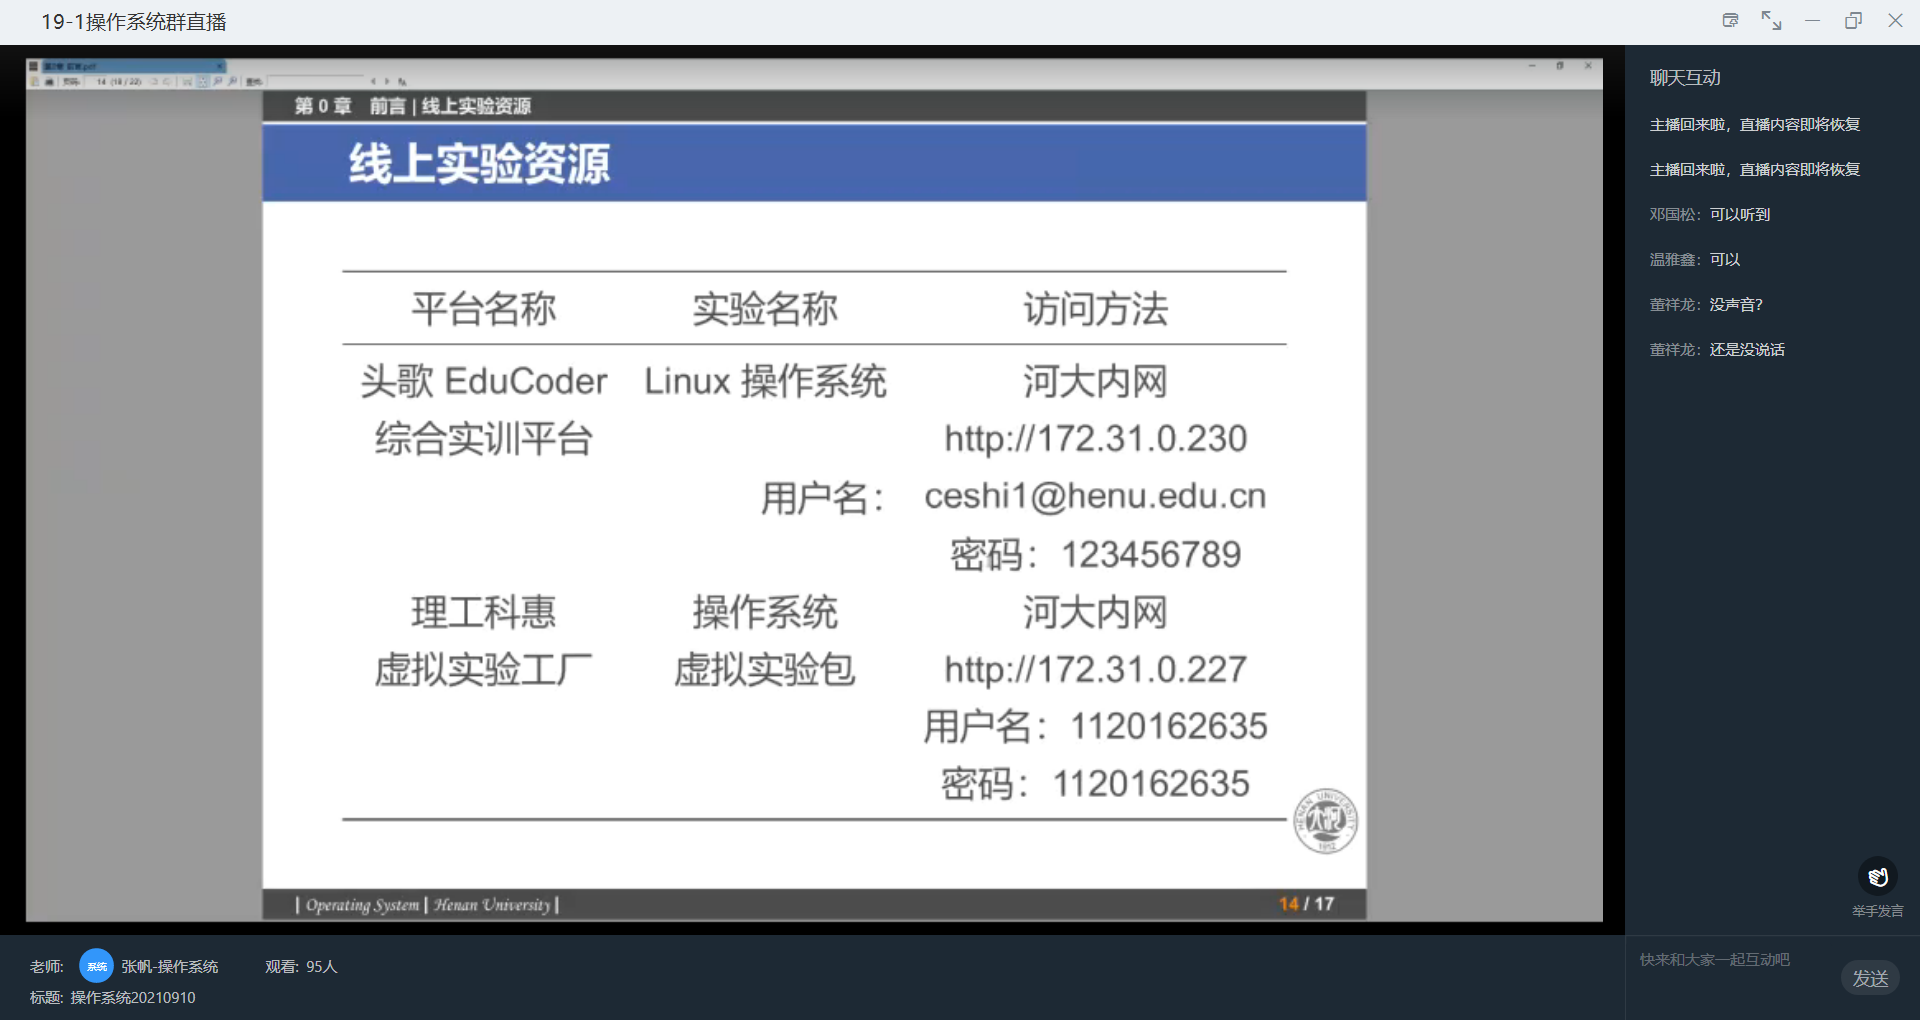 19-1操作系统群直播
14 (18 / 22)
第 0 章 前言 | 线上实验资源
线上实验资源
平台名称 实验名称 访问方法
头歌 EduCoder Linux 操作系统 河大内网
综合实训平台 http://172.31.0.230
用户名： ceshi1@henu.edu.cn
密码：123456789
理工科惠 操作系统 河大内网
虚拟实验工厂 虚拟实验包 http://172.31.0.227
用户名：1120162635
密码：1120162635
HENAN UNIVERSITY
1912
| Operating System | Henan University |
14 / 17
聊天互动
主播回来啦，直播内容即将恢复
主播回来啦，直播内容即将恢复
邓国松：可以听到
温雅鑫：可以
董祥龙：没声音?
董祥龙：还是没说话
举手发言
快来和大家一起互动吧
发送
老师: 系统 张帆-操作系统 观看: 95人
标题: 操作系统20210910